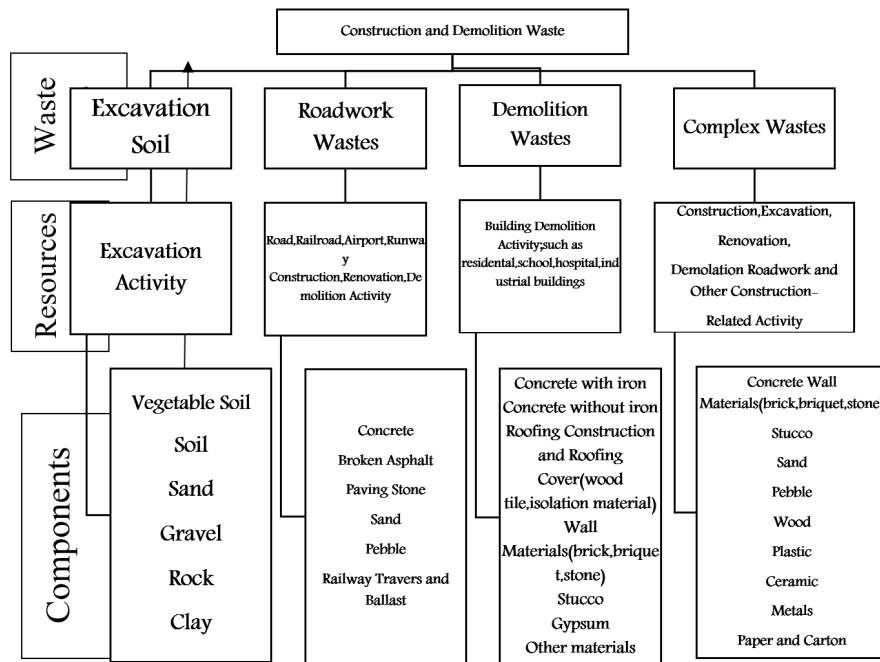 Construction and Demolition Waste
Waste
Excavation
Soil
Roadwork
Wastes
Demolition
Wastes
Complex Wastes
Resources
Excavation
Activity
Road,Railroad,Airport,Runwa
y
Construction,Renovation,De
molition Activity
Building Demolition
Activity;such as
residental,school,hospital,ind
ustrial buildings
Construction,Excavation,
Renovation,
Demolation Roadwork and
Other Construction-
Related Activity
Components
Vegetable Soil
Soil
Sand
Gravel
Rock
Clay
Concrete
Broken Asphalt
Paving Stone
Sand
Pebble
Railway Travers and
Ballast
Concrete with iron
Concrete without iron
Roofing Construction
and Roofing
Cover(wood
tile,isolation material)
Wall
Materials(brick,brique
t,stone)
Stucco
Gypsum
Other materials
Concrete Wall
Materials(brick,briquet,stone
Stucco
Sand
Pebble
Wood
Plastic
Ceramic
Metals
Paper and Carton